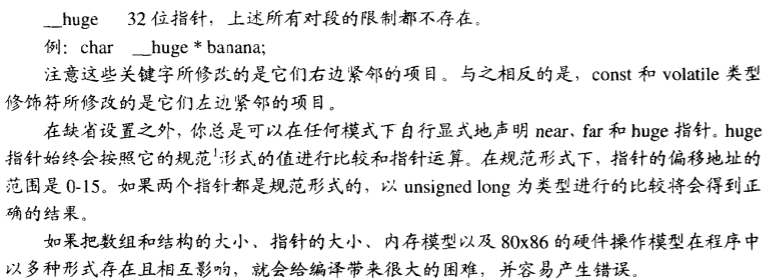 __huge 32 位指针，上述所有对段的限制都不存在。
例：char __huge * banana;
注意这些关键字所修改的是它们右边紧邻的项目。与之相反的是，const 和 volatile 类型
修饰符所修改的是它们左边紧邻的项目。
在缺省设置之外，你总是可以在任何模式下自行显式地声明 near、far 和 huge 指针。huge
指针始终会按照它的规范¹形式的值进行比较和指针运算。在规范形式下，指针的偏移地址的
范围是 0-15。如果两个指针都是规范形式的，以 unsigned long 为类型进行的比较将会得到正
确的结果。
如果把数组和结构的大小、指针的大小、内存模型以及 80x86 的硬件操作模型在程序中
以多种形式存在且相互影响，就会给编译带来很大的困难，并容易产生错误。